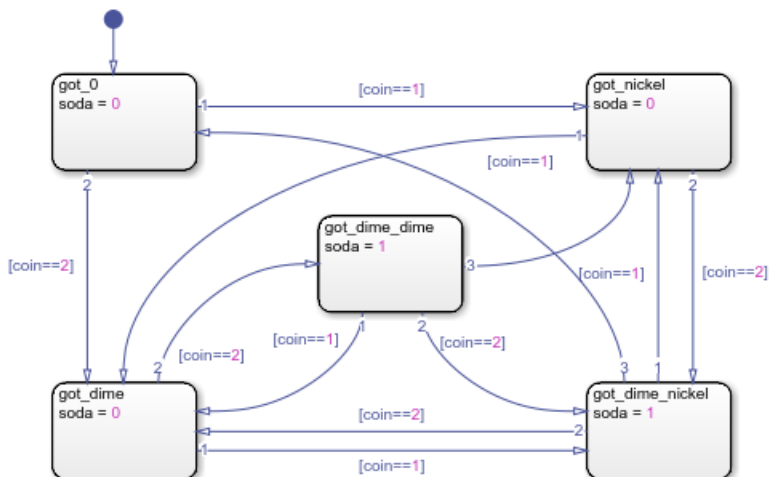 got_0
soda = 0
got_nickel
soda = 0
[coin==1]
1
1
[coin==1]
2
2
got_dime_dime
soda = 1
3
[coin==1]
[coin==2]
[coin==2]
1
2
[coin==1]
[coin==2]
[coin==2]
2
3
1
got_dime
soda = 0
got_dime_nickel
soda = 1
[coin==2]
2
1
[coin==1]